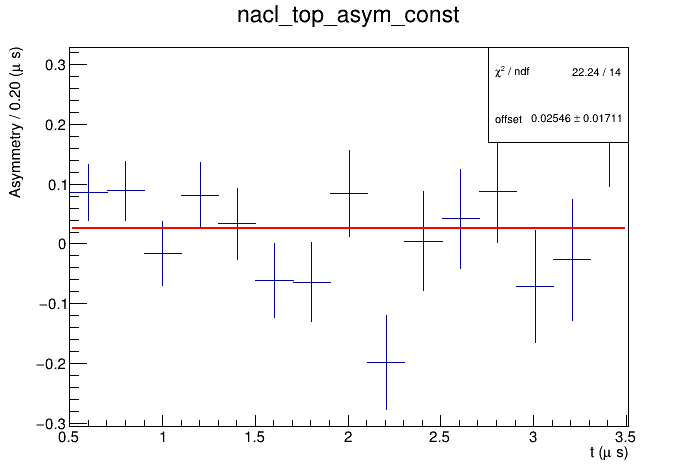 nacl_top_asym_const
Asymmetry / 0.20 (μ s)
0.3
0.2
0.1
0
−0.1
−0.2
−0.3
χ² / ndf 22.24 / 14
offset 0.02546 ± 0.01711
0.5 1 1.5 2 2.5 3 3.5
t (μ s)